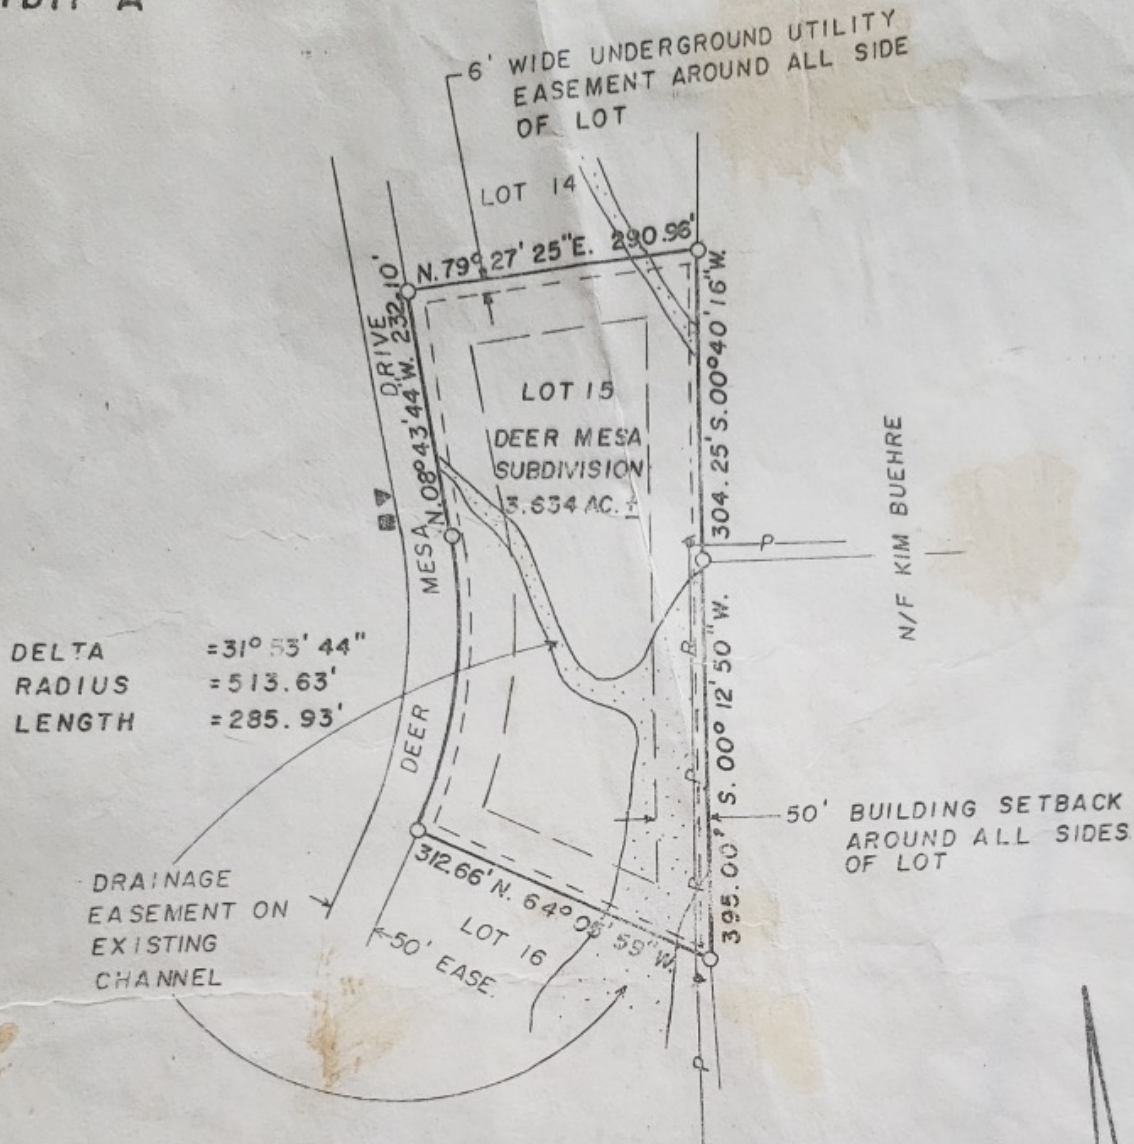 6' WIDE UNDERGROUND UTILITY
EASEMENT AROUND ALL SIDE
OF LOT
LOT 14
N. 79° 27' 25" E. 290.96'
DRIVE
N. 08° 43' 44" W. 232.10'
304.25' S. 00° 40' 16" W.
LOT 15
DEER MESA
SUBDIVISION
3.634 AC. ±
MESA
P
N/F KIM BUEHRE
DELTA = 31° 53' 44"
RADIUS = 513.63'
LENGTH = 285.93'
DEER
P
395.00' S. 00° 12' 50" W.
P
50' BUILDING SETBACK
AROUND ALL SIDES
OF LOT
P
312.66' N. 64° 05' 59" W.
DRAINAGE
EASEMENT ON
EXISTING
CHANNEL
LOT 16
50' EASE.
P